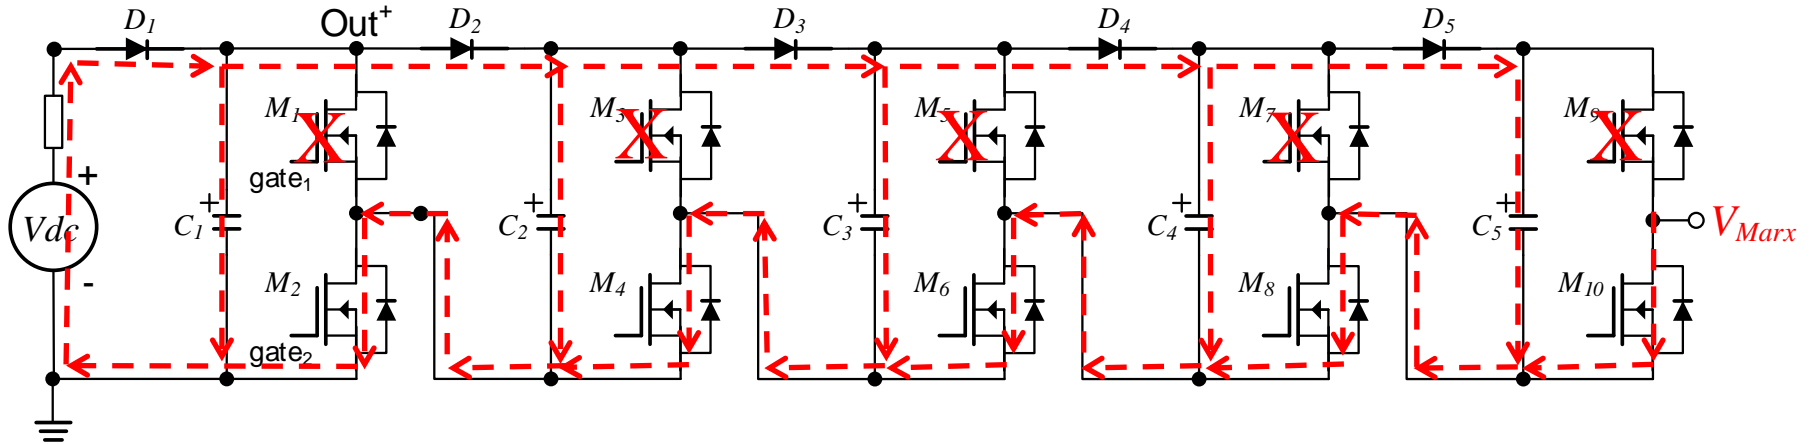 D1 Out+ D2 D3 D4 D5
M1 M3 M5 M7 M9
X X X X X
gate1
+ + + + + +
Vdc C1 C2 C3 C4 C5 VMarx
-
M2 M4 M6 M8 M10
gate2